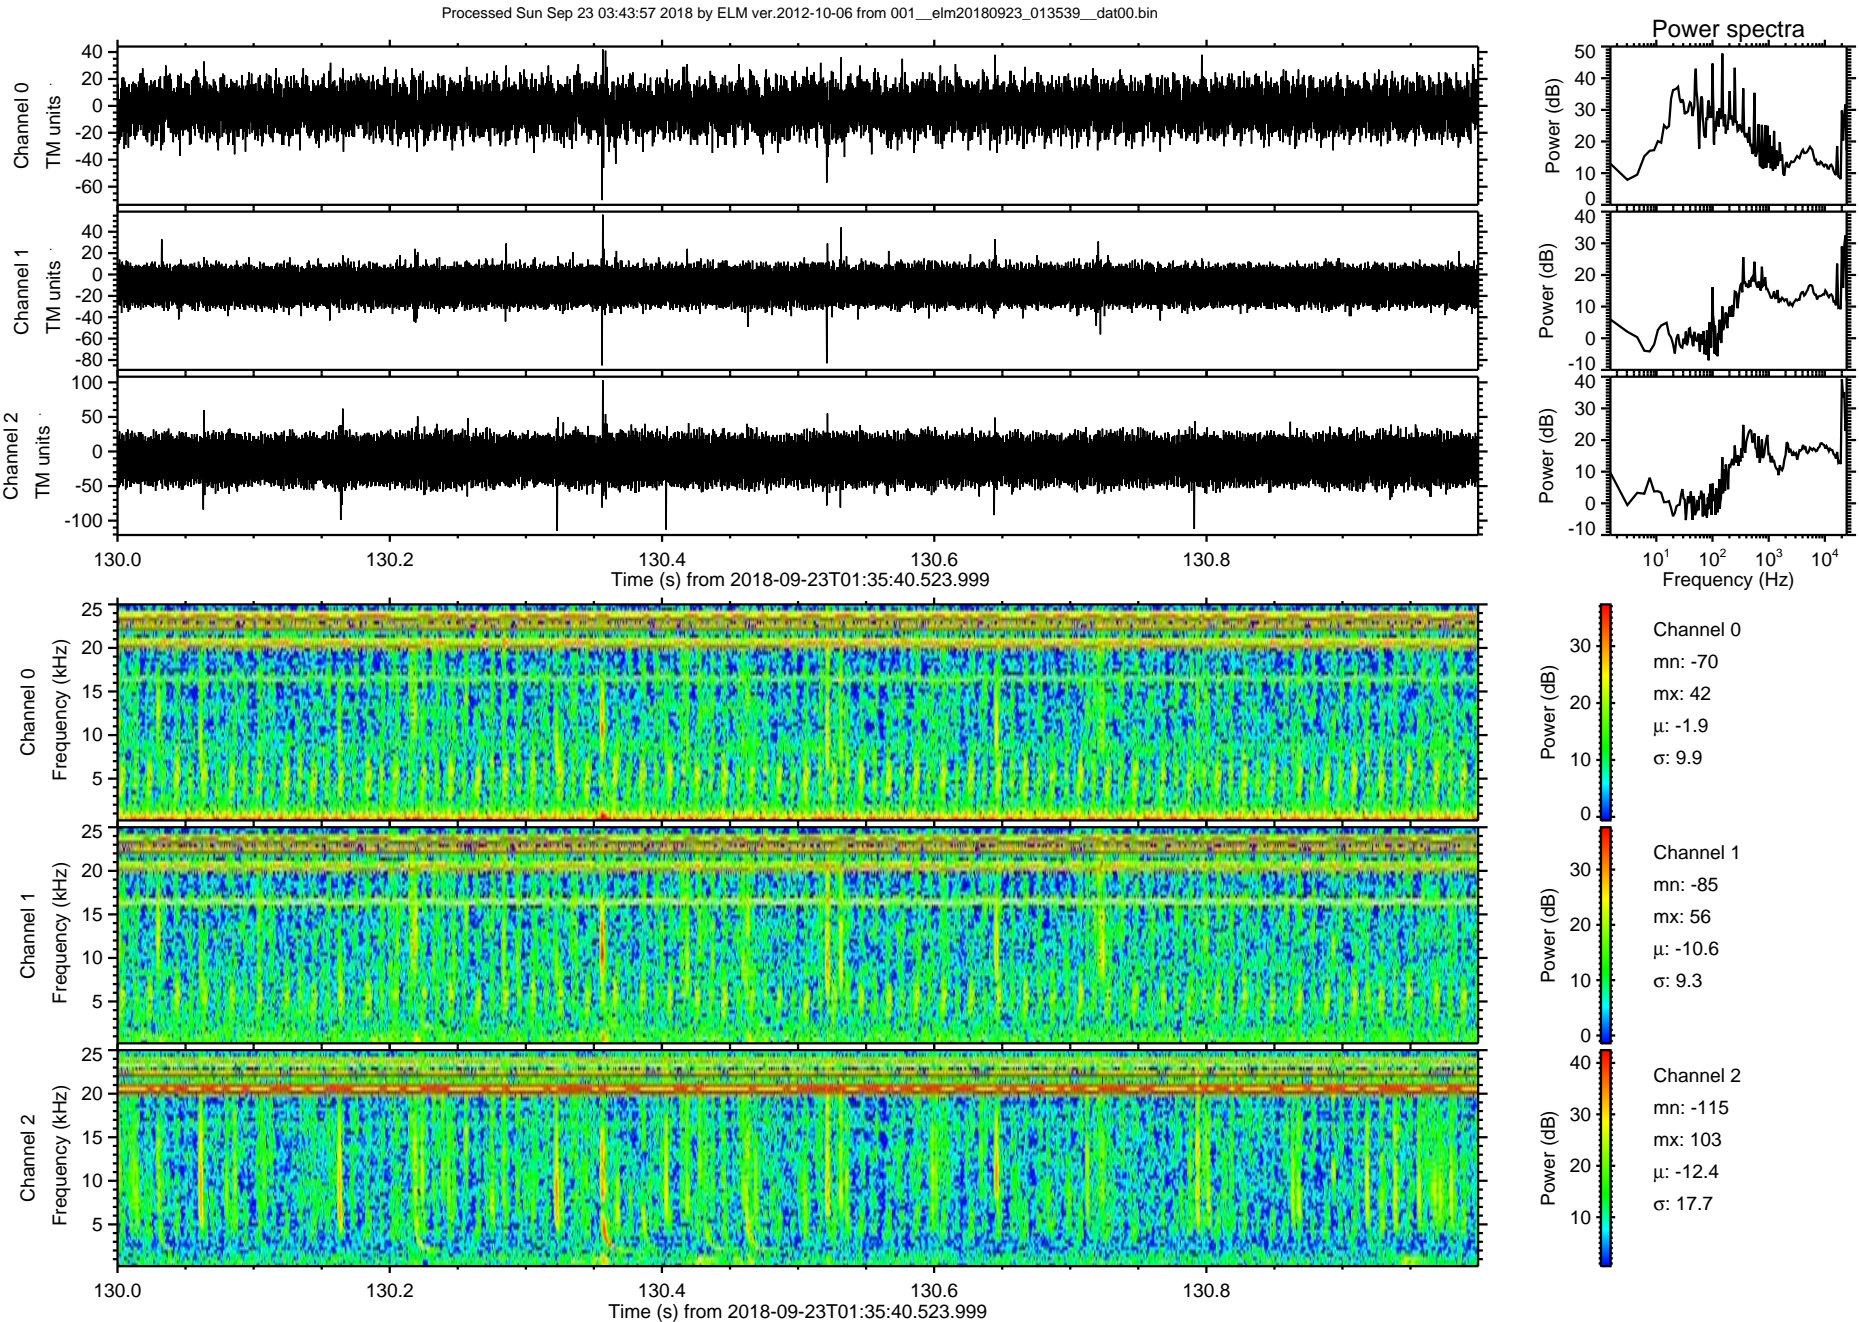 Processed Sun Sep 23 03:43:57 2018 by ELM ver.2012-10-06 from 001__elm20180923_013539__dat00.bin
Power spectra
Channel 0
TM units
40
20
0
-20
-40
-60
Power (dB)
50
40
30
20
10
0
Channel 1
TM units
40
20
0
-20
-40
-60
-80
Power (dB)
40
30
20
10
0
-10
Channel 2
TM units
100
50
0
-50
-100
Power (dB)
40
30
20
10
0
-10
130.0 130.2 130.4 130.6 130.8
Time (s) from 2018-09-23T01:35:40.523.999
10¹ 10² 10³ 10⁴
Frequency (Hz)
Channel 0
Frequency (kHz)
25
20
15
10
5
Power (dB)
30
20
10
0
Channel 0
mn: -70
mx: 42
µ: -1.9
σ: 9.9
Channel 1
Frequency (kHz)
25
20
15
10
5
Power (dB)
30
20
10
0
Channel 1
mn: -85
mx: 56
µ: -10.6
σ: 9.3
Channel 2
Frequency (kHz)
25
20
15
10
5
Power (dB)
40
30
20
10
Channel 2
mn: -115
mx: 103
µ: -12.4
σ: 17.7
130.0 130.2 130.4 130.6 130.8
Time (s) from 2018-09-23T01:35:40.523.999